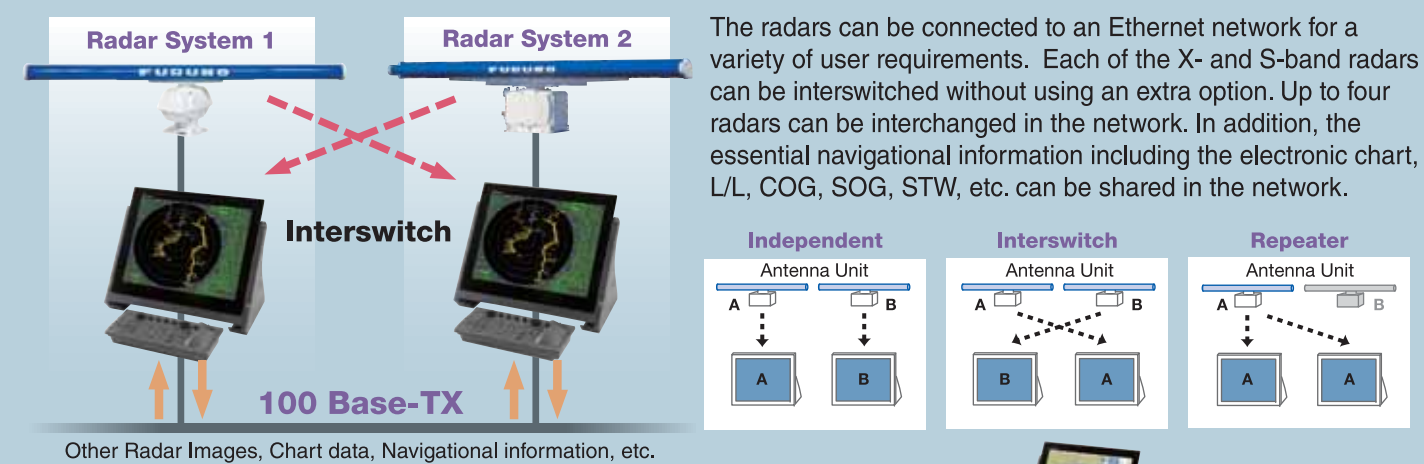 Radar System 1
Radar System 2
FURUNO
FURUNO
Interswitch
100 Base-TX
Other Radar Images, Chart data, Navigational information, etc.
The radars can be connected to an Ethernet network for a
variety of user requirements. Each of the X- and S-band radars
can be interswitched without using an extra option. Up to four
radars can be interchanged in the network. In addition, the
essential navigational information including the electronic chart,
L/L, COG, SOG, STW, etc. can be shared in the network.
Independent
Antenna Unit
A
B
A
B
Interswitch
Antenna Unit
A
B
B
A
Repeater
Antenna Unit
A
B
A
A